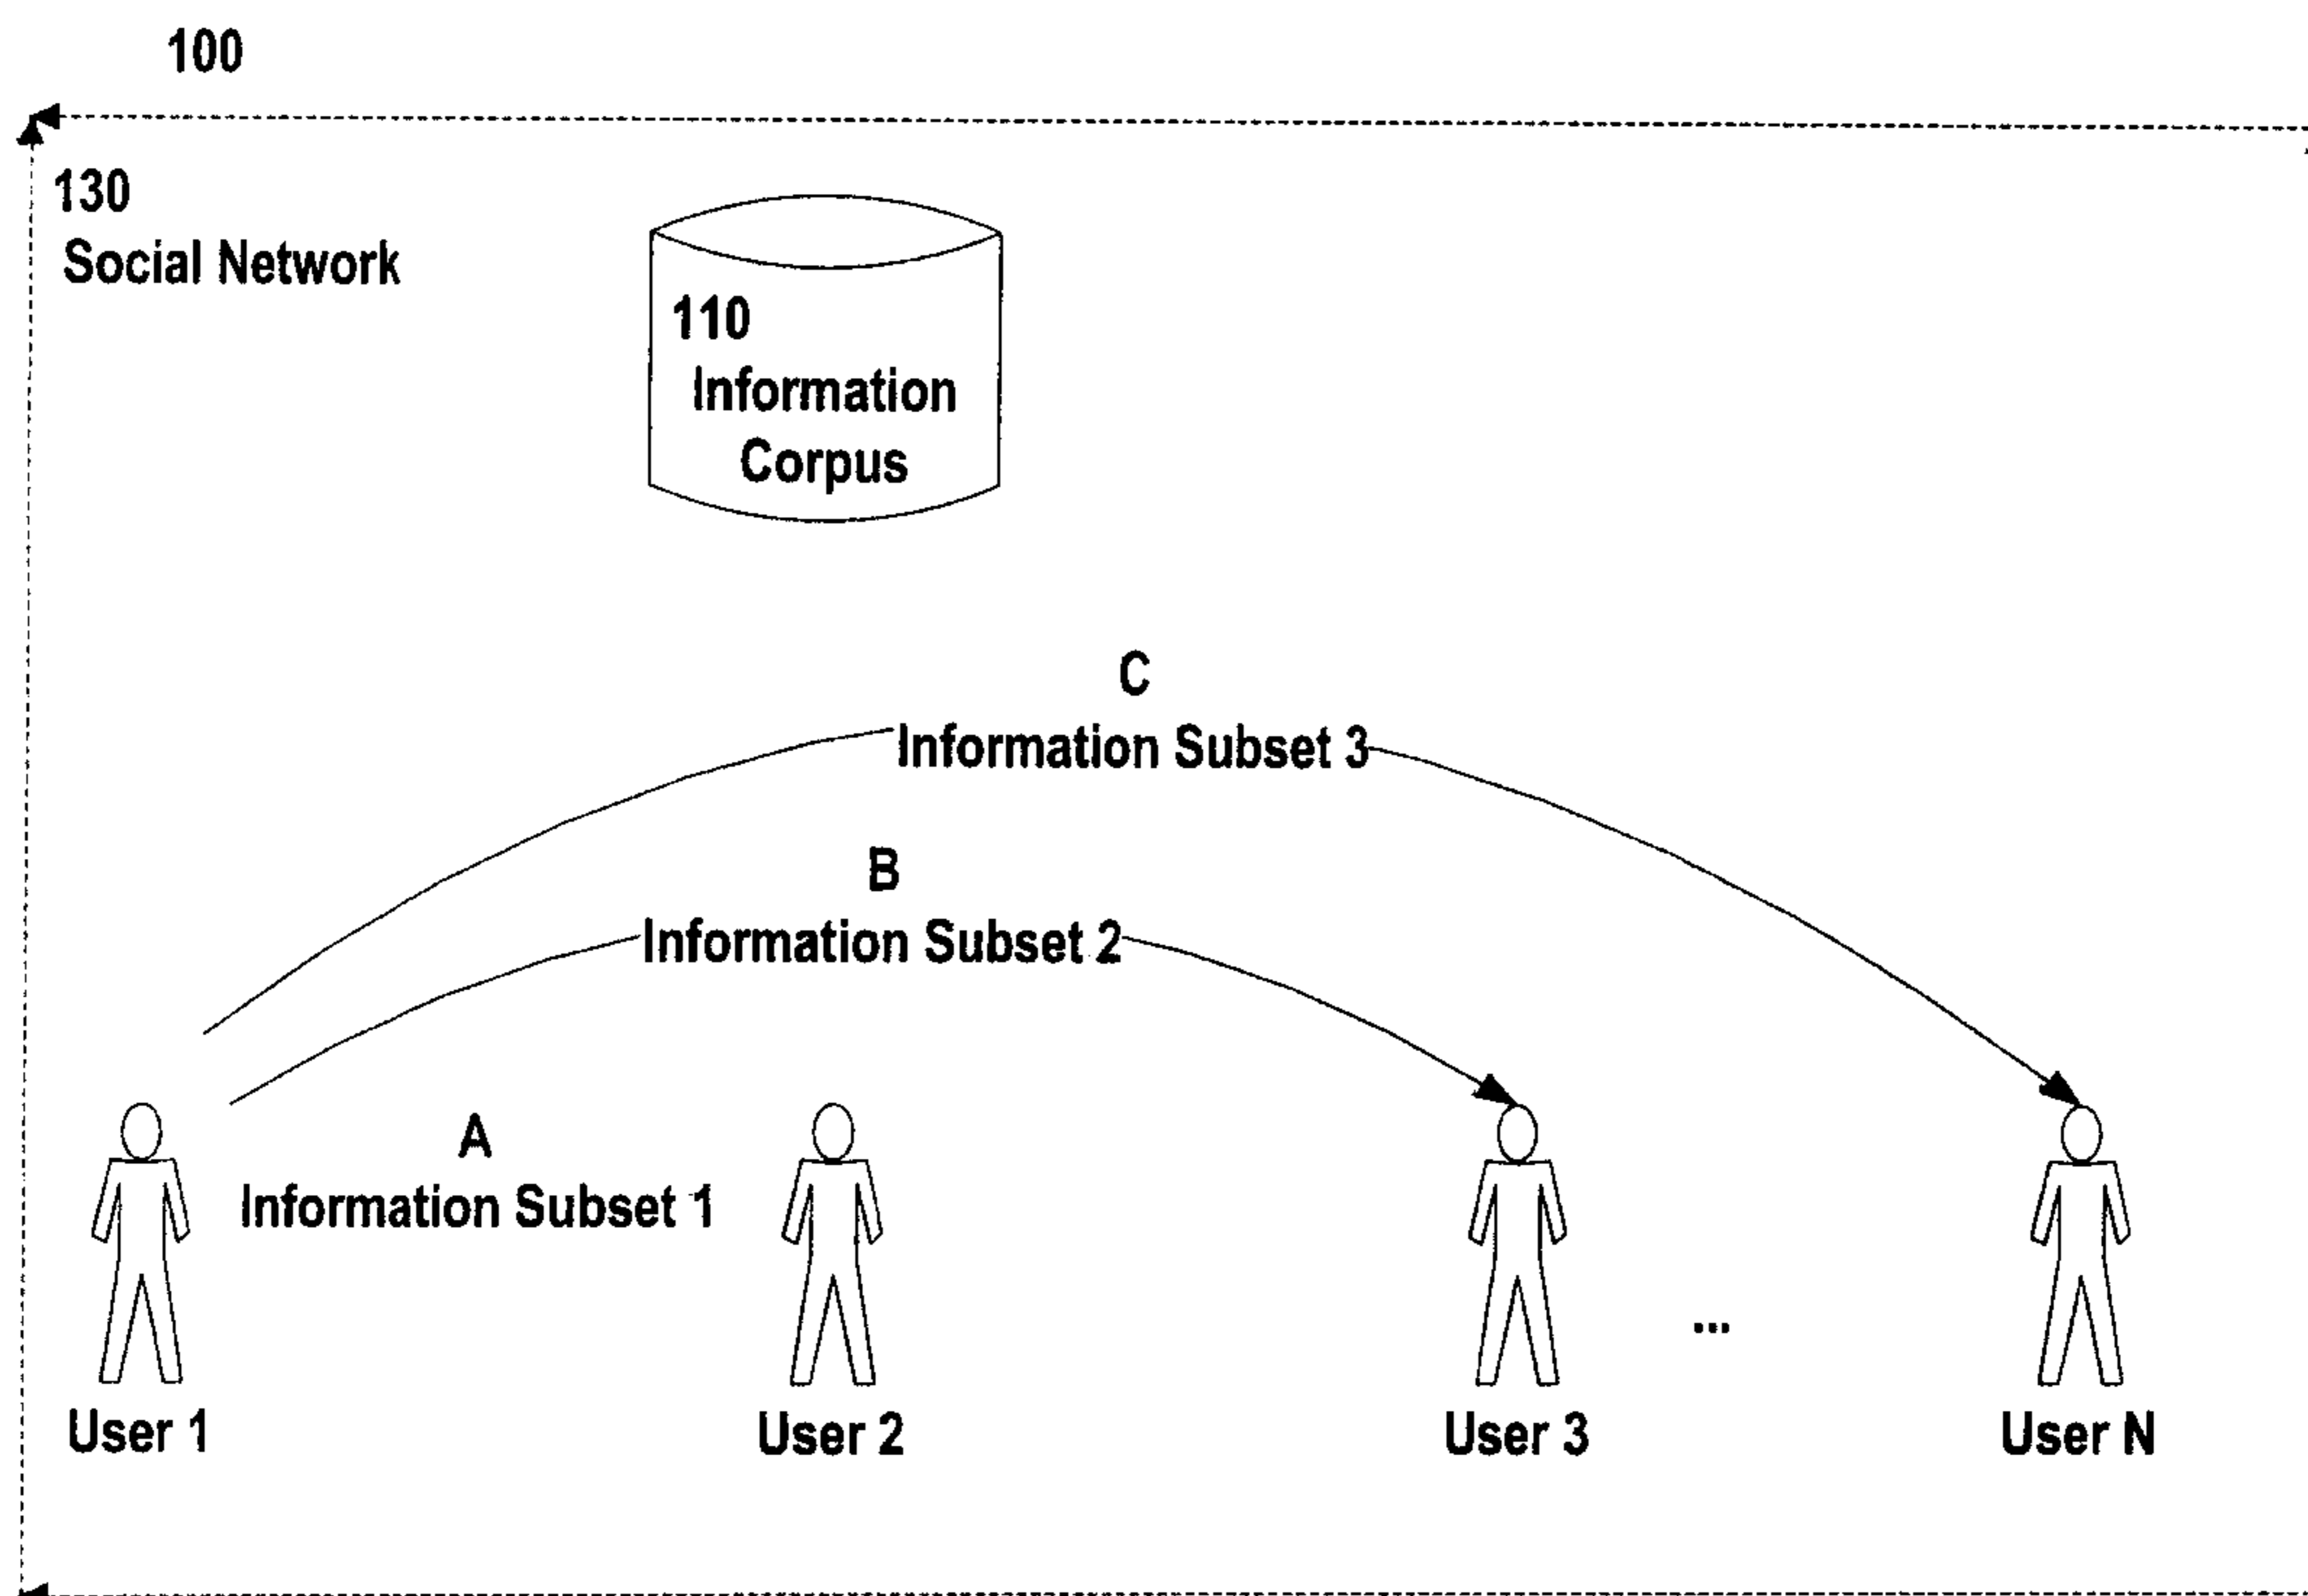 100
130
Social Network
110
Information
Corpus
C
Information Subset 3
B
Information Subset 2
A
Information Subset 1
...
User 1
User 2
User 3
User N